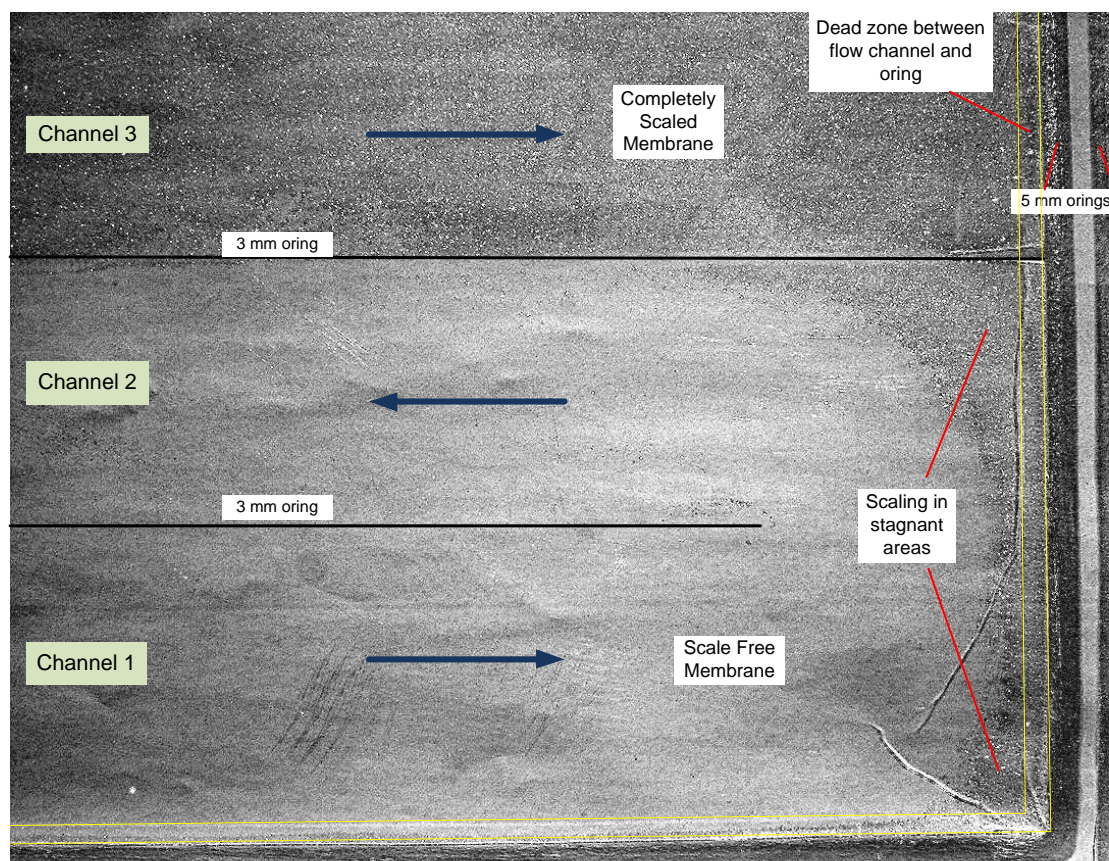 Dead zone between
flow channel and
oring
Channel 3
Completely
Scaled
Membrane
5 mm orings
3 mm oring
Channel 2
3 mm oring
Scaling in
stagnant
areas
Channel 1
Scale Free
Membrane